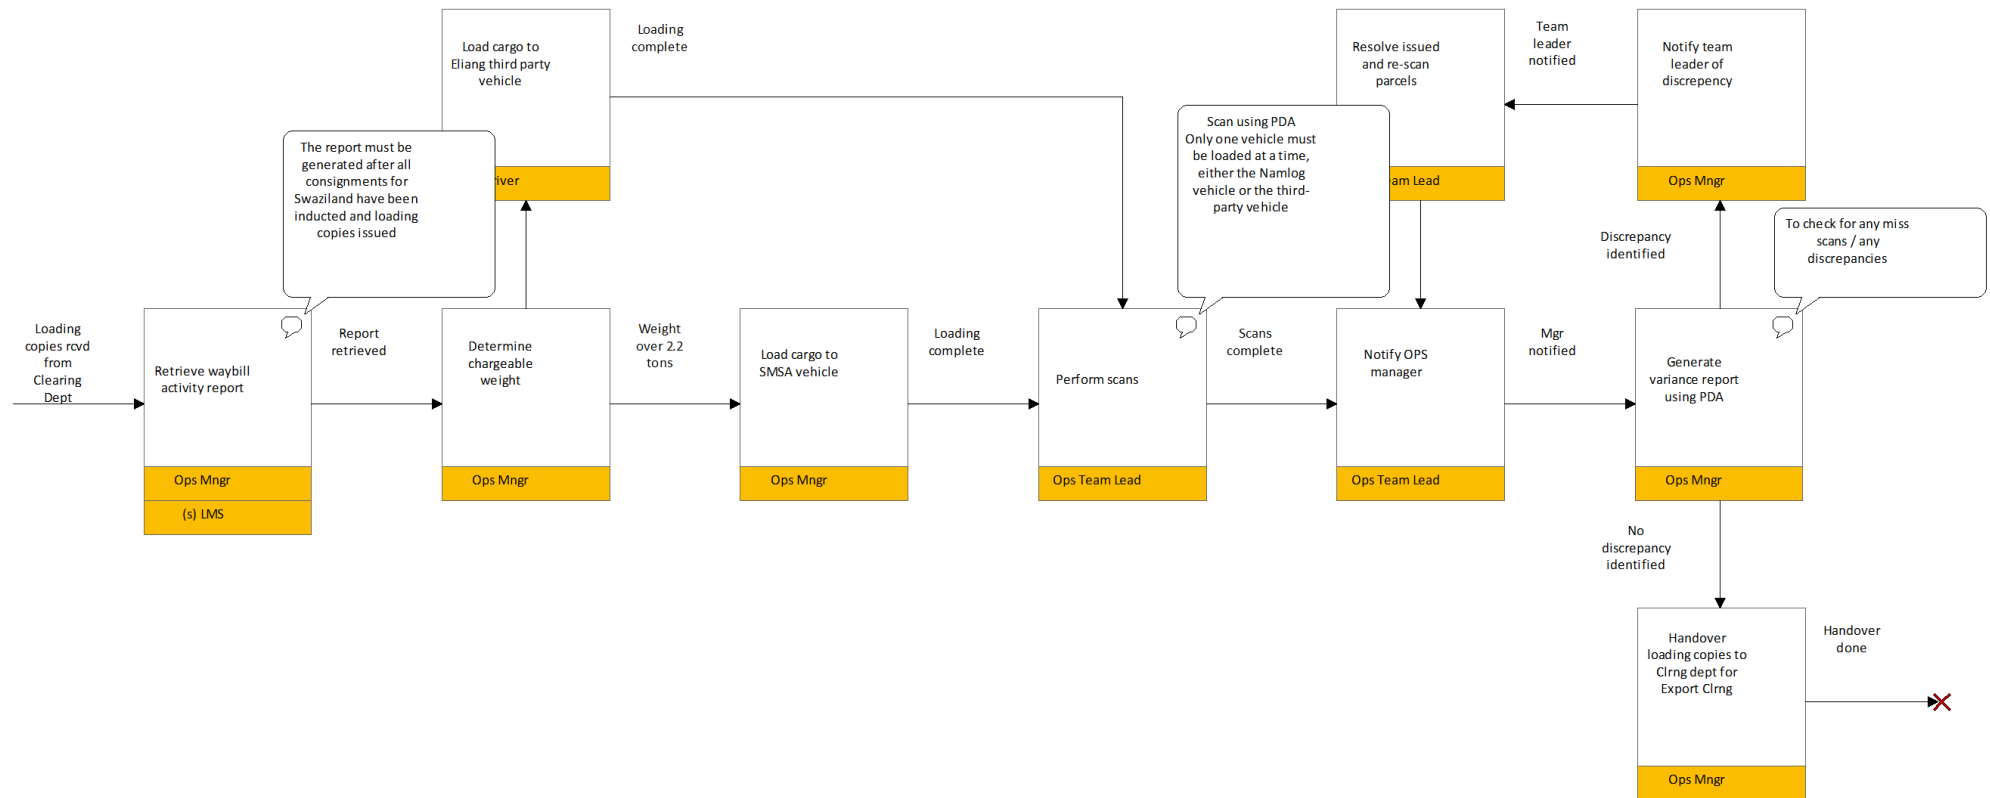 Load cargo to
Eliang third party
vehicle
Loading
complete
Resolve issued
and re-scan
parcels
Team
leader
notified
Notify team
leader of
discrepency
The report must be
generated after all
consignments for
Swaziland have been
inducted and loading
copies issued
Scan using PDA
Only one vehicle must
be loaded at a time,
either the Namlog
vehicle or the third-
party vehicle
Team Lead
Ops Mngr
Discrepancy
identified
To check for any miss
scans / any
discrepancies
Loading
copies rcvd
from
Clearing
Dept
Retrieve waybill
activity report
Ops Mngr
(s) LMS
Report
retrieved
Determine
chargeable
weight
Ops Mngr
Weight
over 2.2
tons
Load cargo to
SMSA vehicle
Ops Mngr
Loading
complete
Perform scans
Ops Team Lead
Scans
complete
Notify OPS
manager
Ops Team Lead
Mgr
notified
Generate
variance report
using PDA
Ops Mngr
No
discrepancy
identified
Handover
loading copies to
Clrng dept for
Export Clrng
Ops Mngr
Handover
done